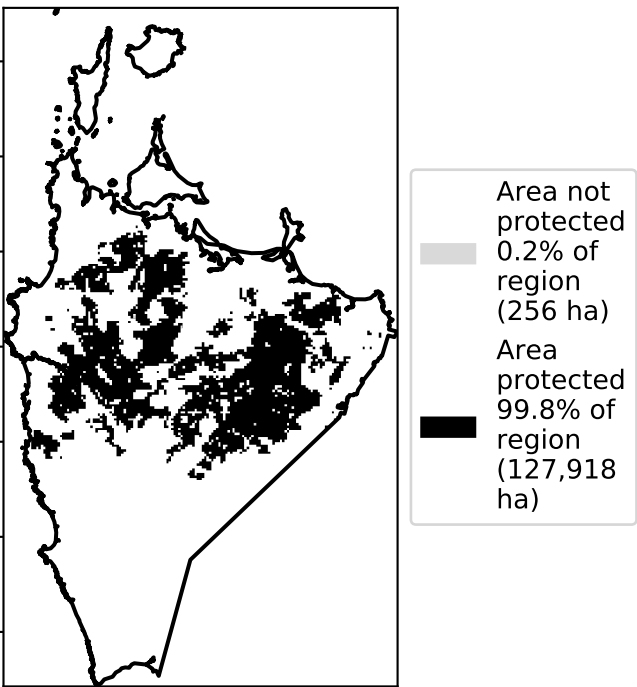 Area not
protected
0.2% of
region
(256 ha)
Area
protected
99.8% of
region
(127,918
ha)